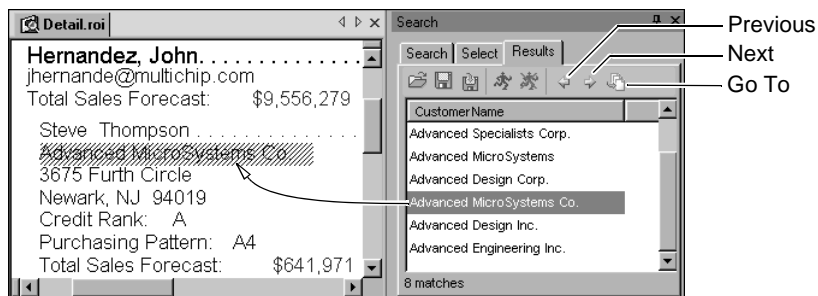 Detail.roi
Hernandez, John. . . . . . . . . . . . . .
jhernande@multichip.com
Total Sales Forecast: $9,556,279
Steve Thompson . . . . . . . . . . . . .
Advanced MicroSystems Co.
3675 Furth Circle
Newark, NJ 94019
Credit Rank: A
Purchasing Pattern: A4
Total Sales Forecast: $641,971
Search
Search Select Results
CustomerName
Advanced Specialists Corp.
Advanced MicroSystems
Advanced Design Corp.
Advanced MicroSystems Co.
Advanced Design Inc.
Advanced Engineering Inc.
8 matches
Previous
Next
Go To